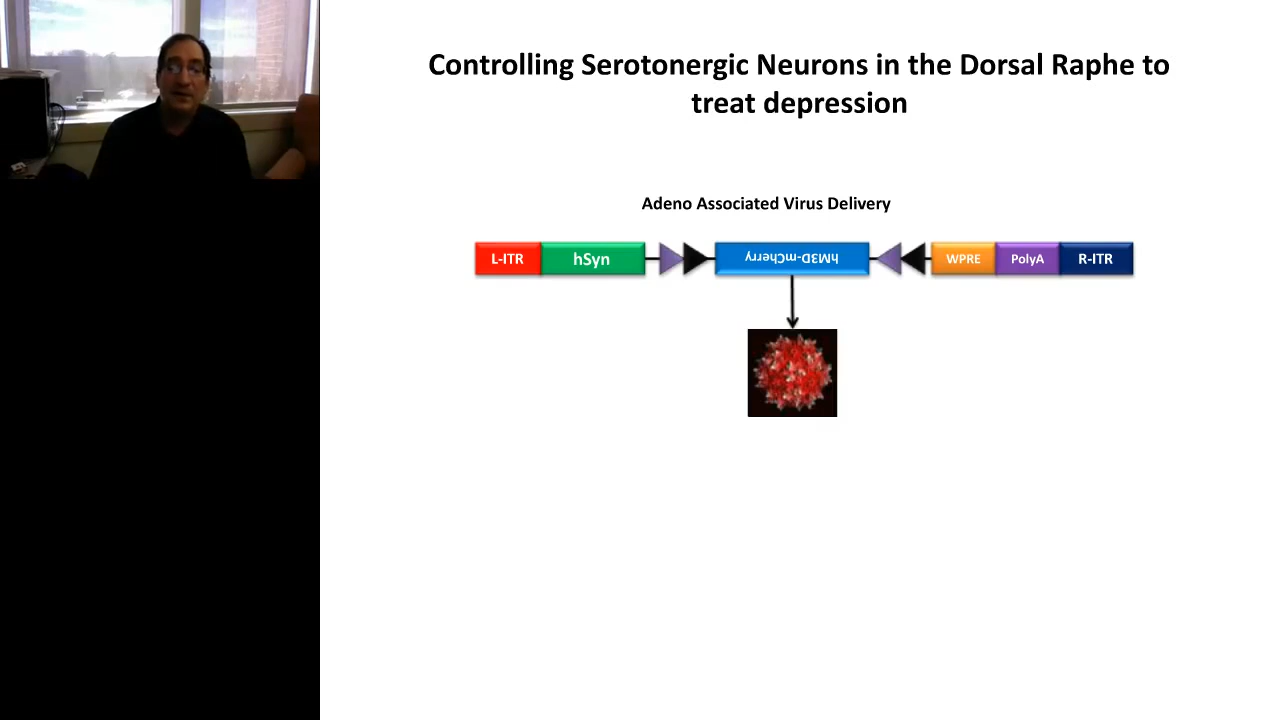 Controlling Serotonergic Neurons in the Dorsal Raphe to
treat depression
Adeno Associated Virus Delivery
L-ITR hSyn hM3D-mCherry WPRE PolyA R-ITR